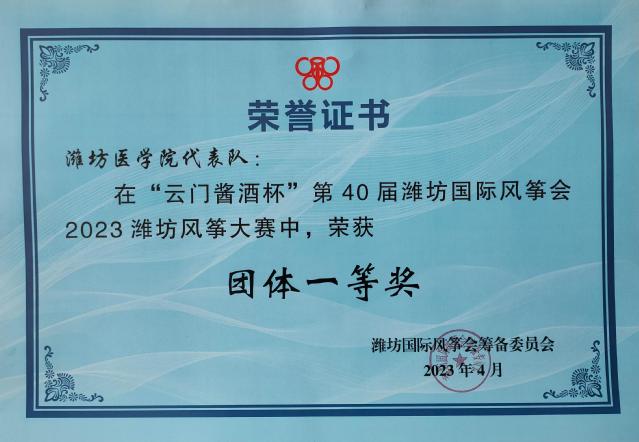 荣誉证书
潍坊医学院代表队：
在“云门酱酒杯”第40届潍坊国际风筝会
2023潍坊风筝大赛中，荣获
团体一等奖
潍坊国际风筝会筹备委员会
2023年4月